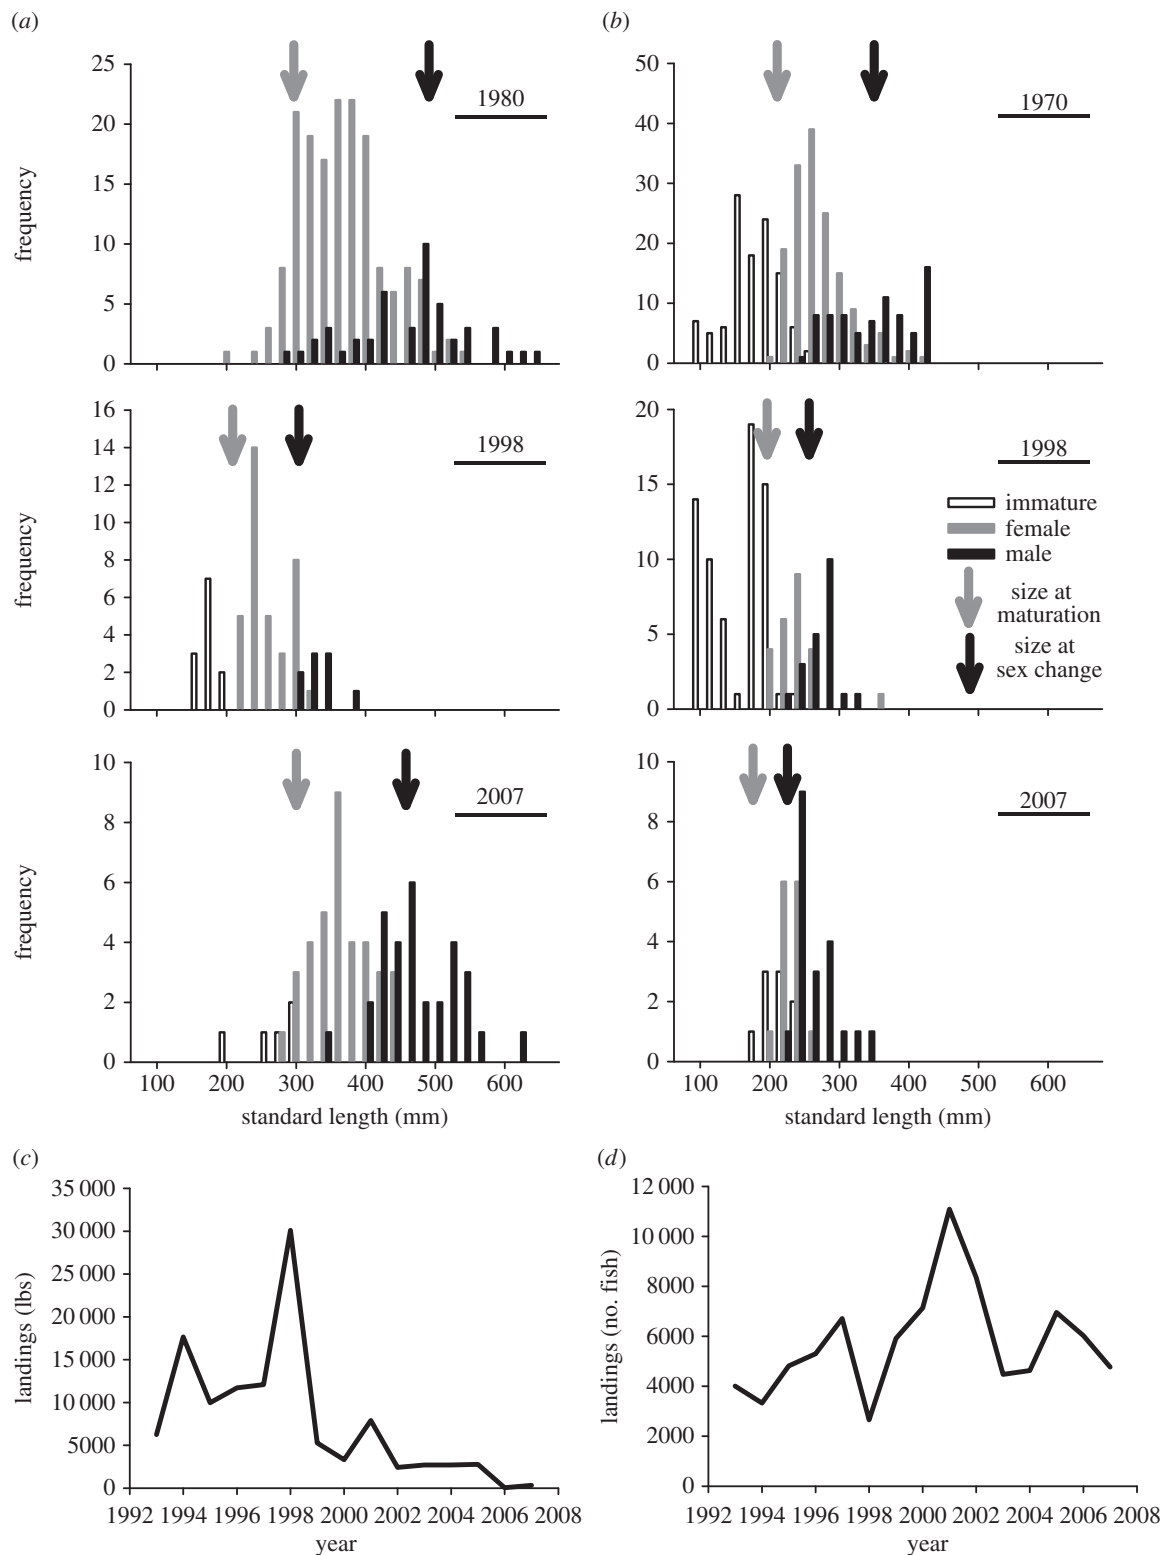 (a)
25
20
15
10
5
0
frequency
1980
(b)
50
40
30
20
10
0
1970
16
14
12
10
8
6
4
2
0
frequency
1998
20
15
10
5
0
1998
immature
female
male
size at
maturation
size at
sex change
10
8
6
4
2
0
frequency
2007
100 200 300 400 500 600
standard length (mm)
10
8
6
4
2
0
2007
100 200 300 400 500 600
standard length (mm)
(c)
35 000
30 000
25 000
20 000
15 000
10 000
5000
0
landings (lbs)
1992 1994 1996 1998 2000 2002 2004 2006 2008
year
(d)
12 000
10 000
8000
6000
4000
2000
0
landings (no. fish)
1992 1994 1996 1998 2000 2002 2004 2006 2008
year